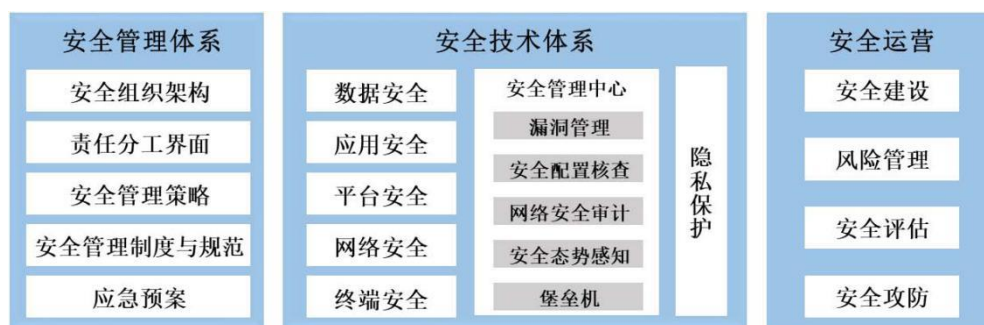 安全管理体系
安全组织架构
责任分工界面
安全管理策略
安全管理制度与规范
应急预案
安全技术体系
数据安全
应用安全
平台安全
网络安全
终端安全
安全管理中心
漏洞管理
安全配置核查
网络安全审计
安全态势感知
堡垒机
隐私保护
安全运营
安全建设
风险管理
安全评估
安全攻防